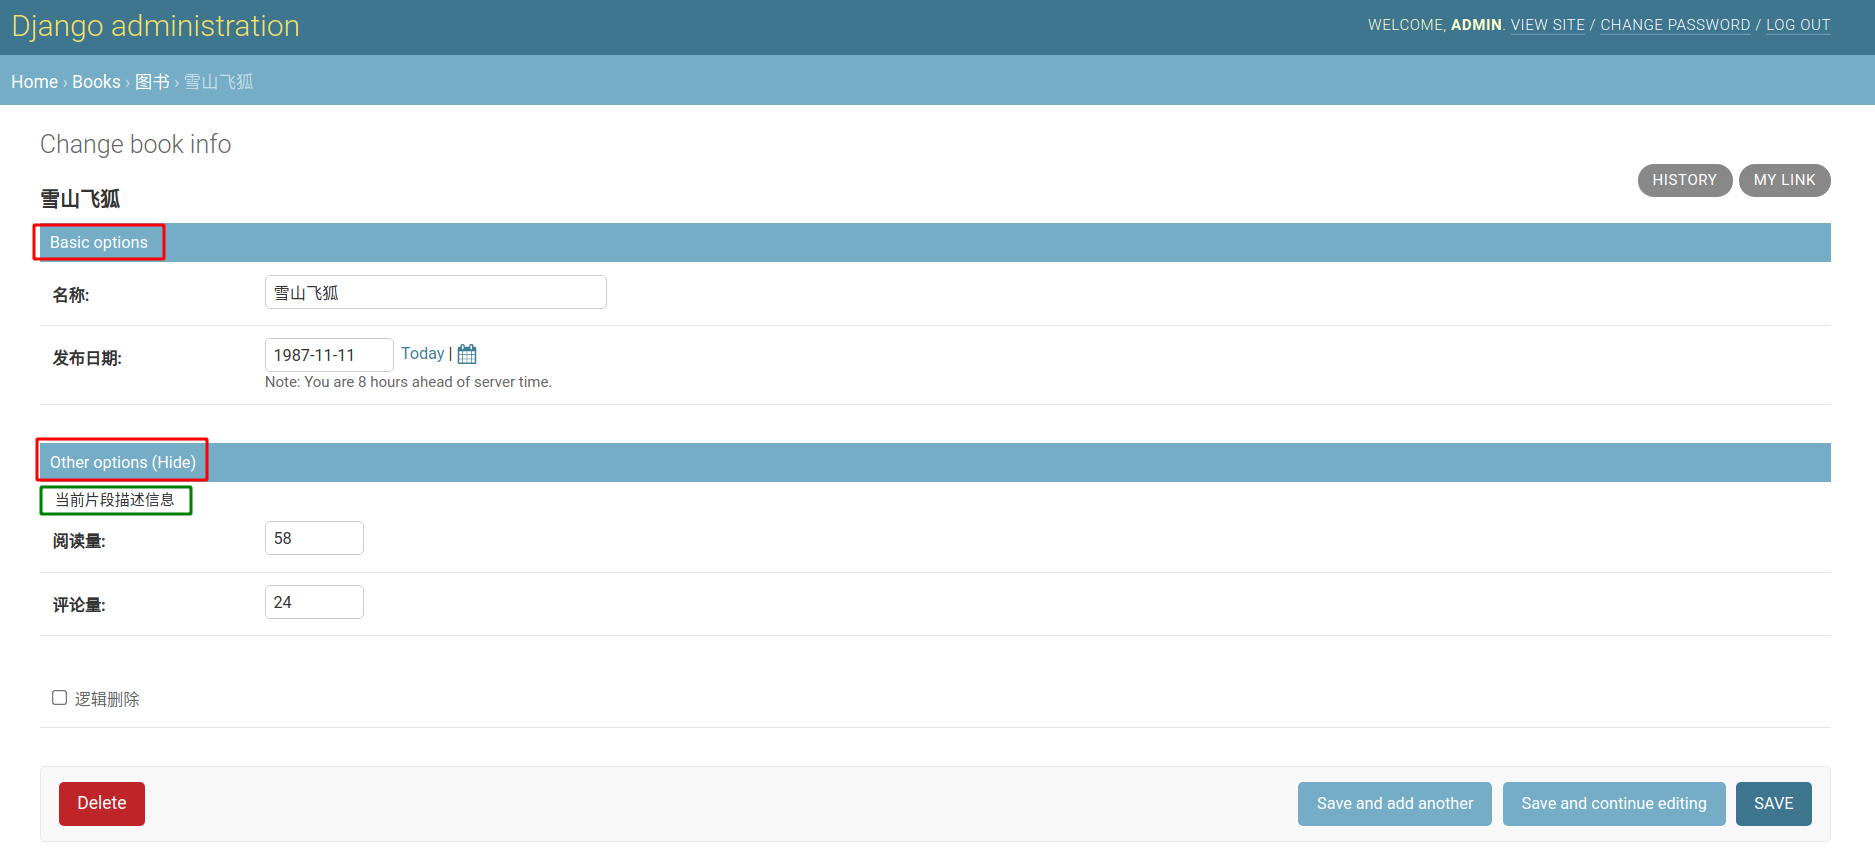 Django administration
WELCOME, ADMIN. VIEW SITE / CHANGE PASSWORD / LOG OUT
Home › Books › 图书 › 雪山飞狐
Change book info
HISTORY
MY LINK
雪山飞狐
Basic options
名称:
雪山飞狐
发布日期:
1987-11-11
Today |
Note: You are 8 hours ahead of server time.
Other options (Hide)
当前片段描述信息
阅读量:
58
评论量:
24
逻辑删除
Delete
Save and add another
Save and continue editing
SAVE